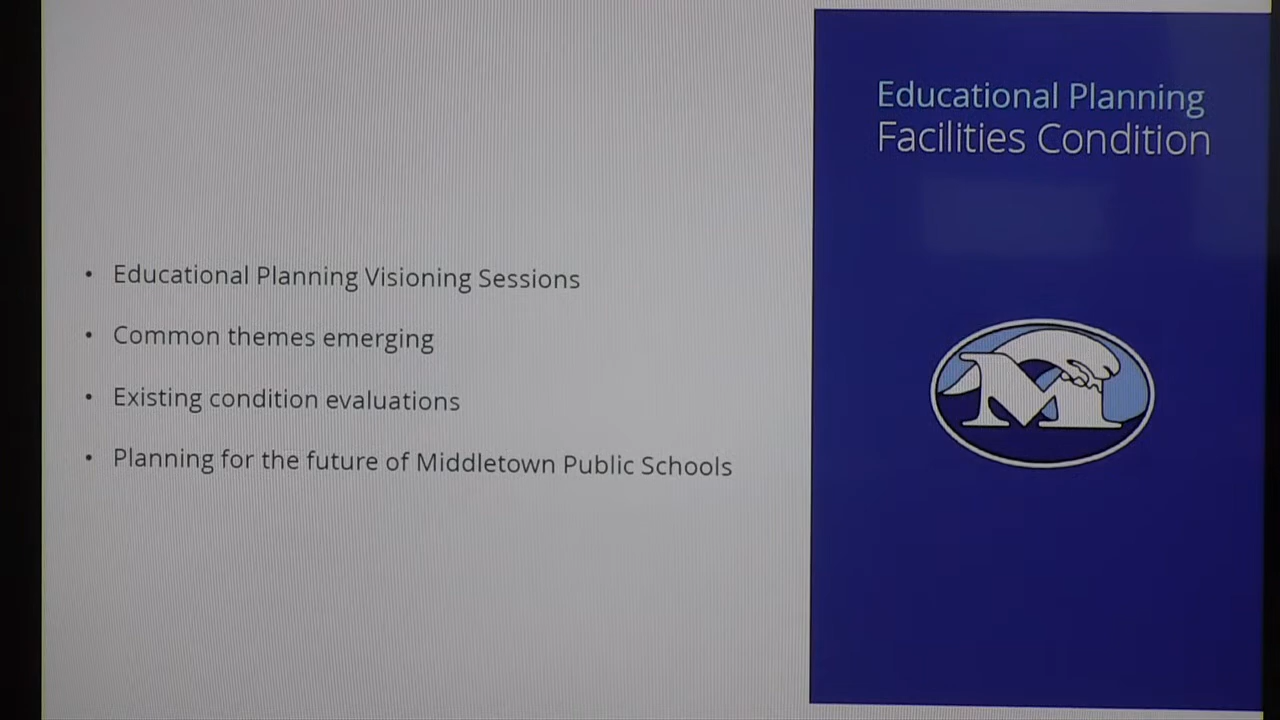 Educational Planning
Facilities Condition
• Educational Planning Visioning Sessions
• Common themes emerging
• Existing condition evaluations
• Planning for the future of Middletown Public Schools
M